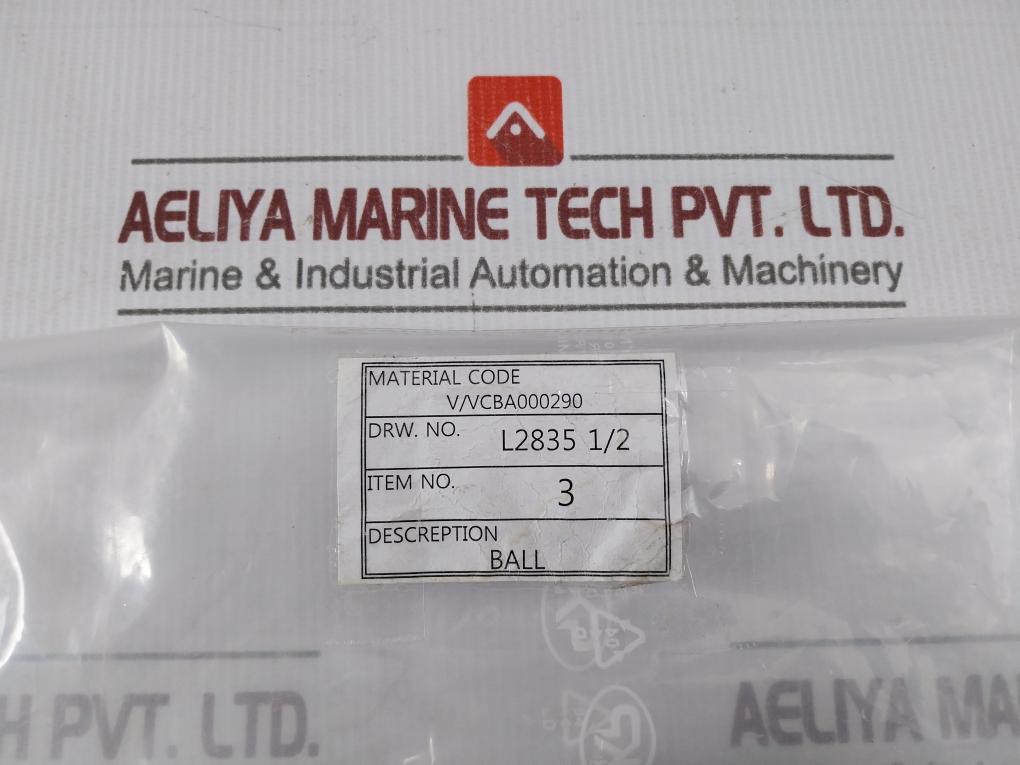 AELIYA MARINE TECH PVT. LTD.
Marine & Industrial Automation & Machinery
MATERIAL CODE
V/VCBA000290
DRW. NO. L2835 1/2
ITEM NO. 3
DESCREPTION
BALL
H PVT. LTD.
AELIYA MA